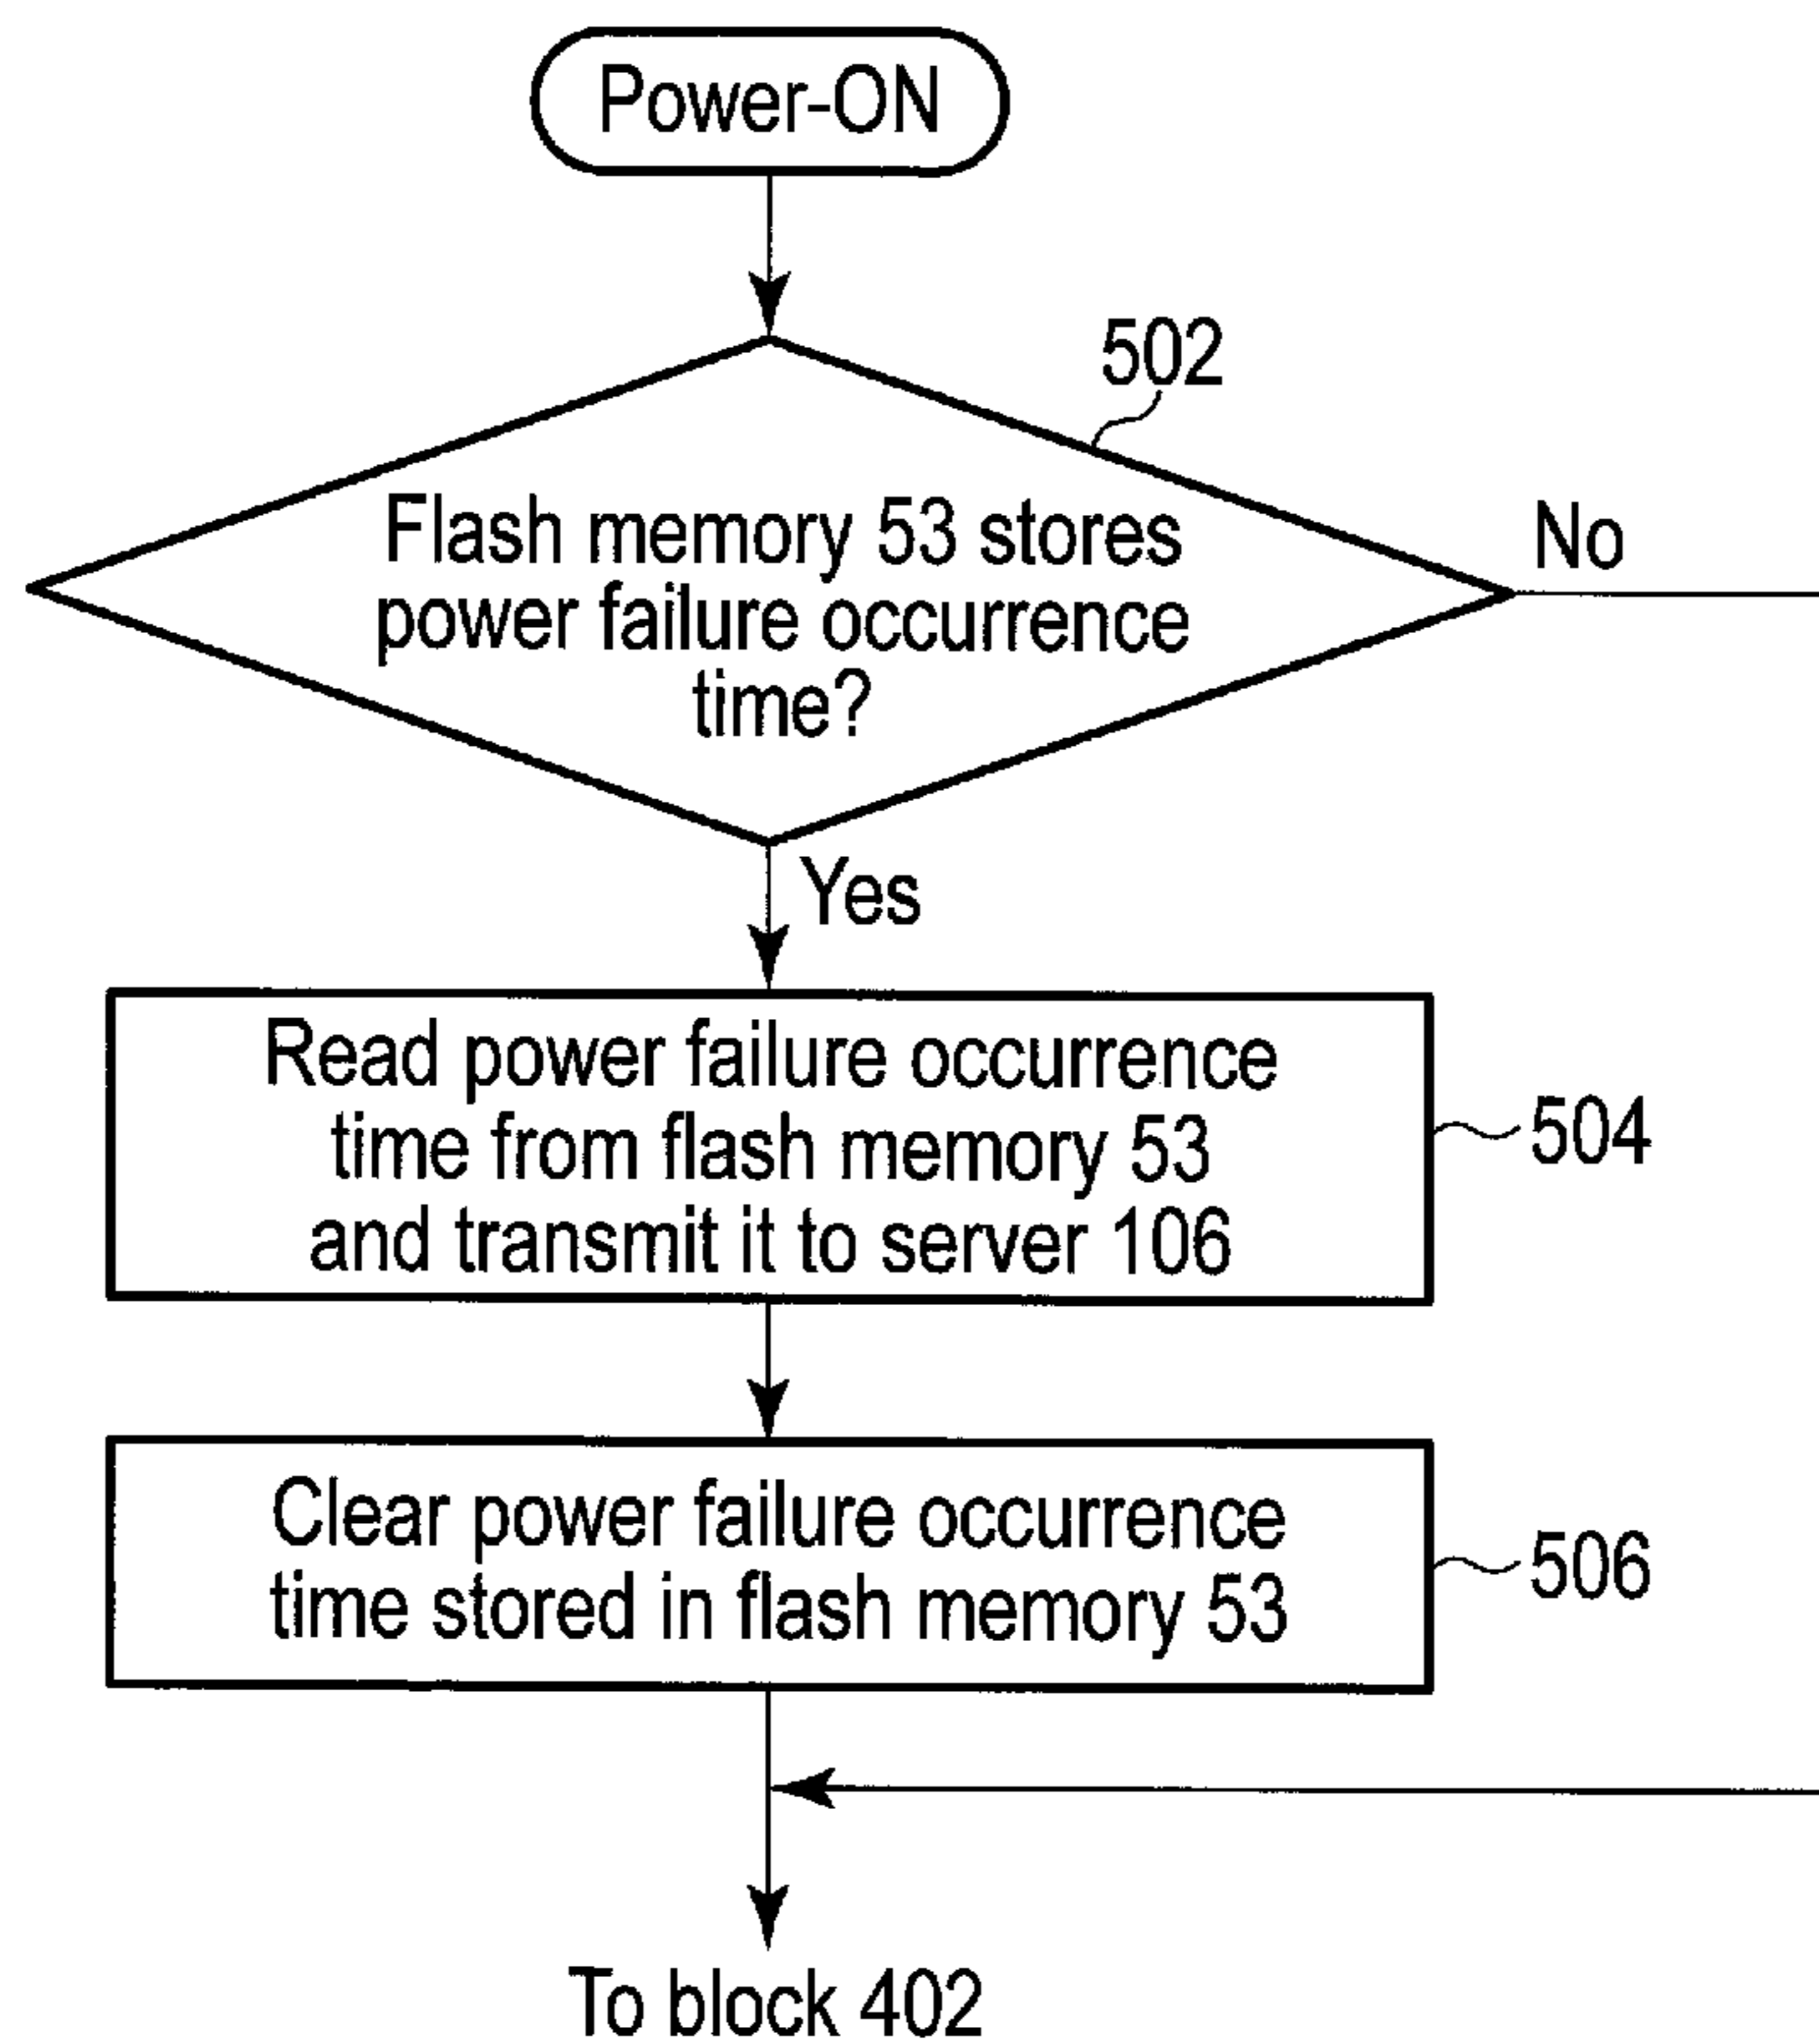 Power-ON
502
Flash memory 53 stores
power failure occurrence
time?
No
Yes
Read power failure occurrence
time from flash memory 53
and transmit it to server 106
504
Clear power failure occurrence
time stored in flash memory 53
506
To block 402